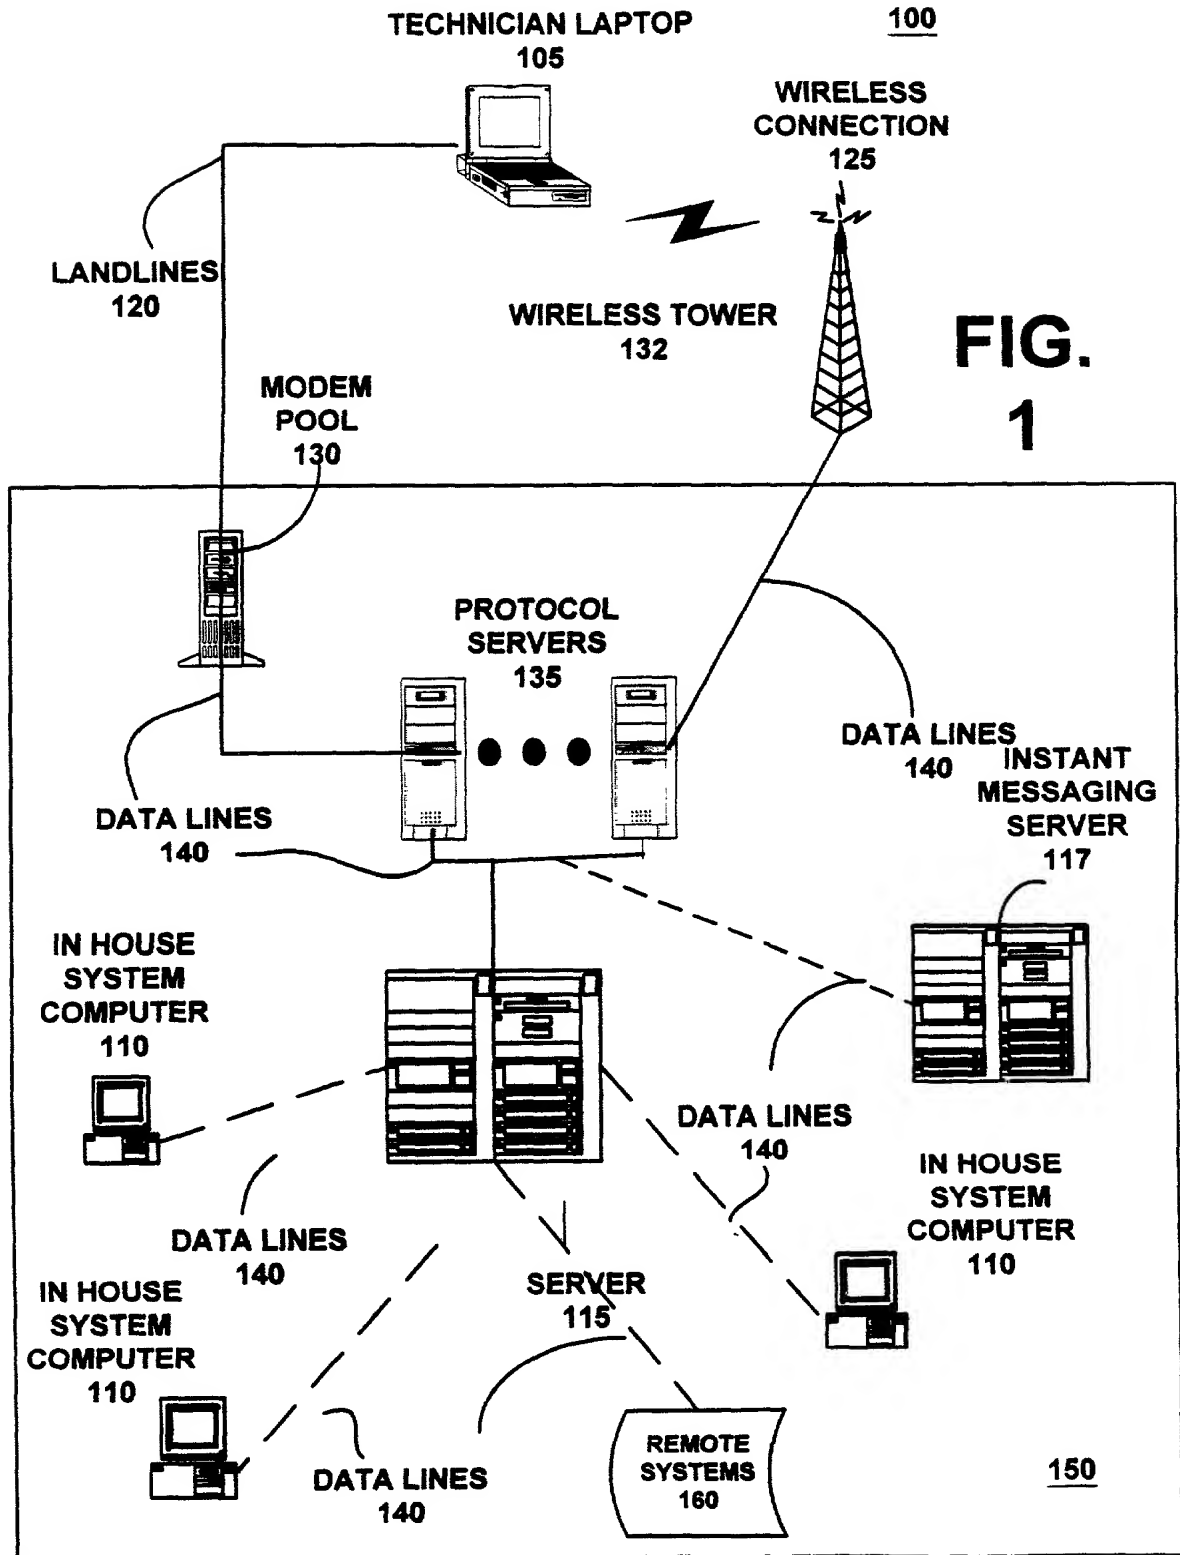 TECHNICIAN LAPTOP
105
100
WIRELESS
CONNECTION
125
LANDLINES
120
WIRELESS TOWER
132
FIG.
1
MODEM
POOL
130
PROTOCOL
SERVERS
135
DATA LINES
140
INSTANT
MESSAGING
SERVER
117
DATA LINES
140
IN HOUSE
SYSTEM
COMPUTER
110
DATA LINES
140
IN HOUSE
SYSTEM
COMPUTER
110
DATA LINES
140
SERVER
115
IN HOUSE
SYSTEM
COMPUTER
110
DATA LINES
140
REMOTE
SYSTEMS
160
150